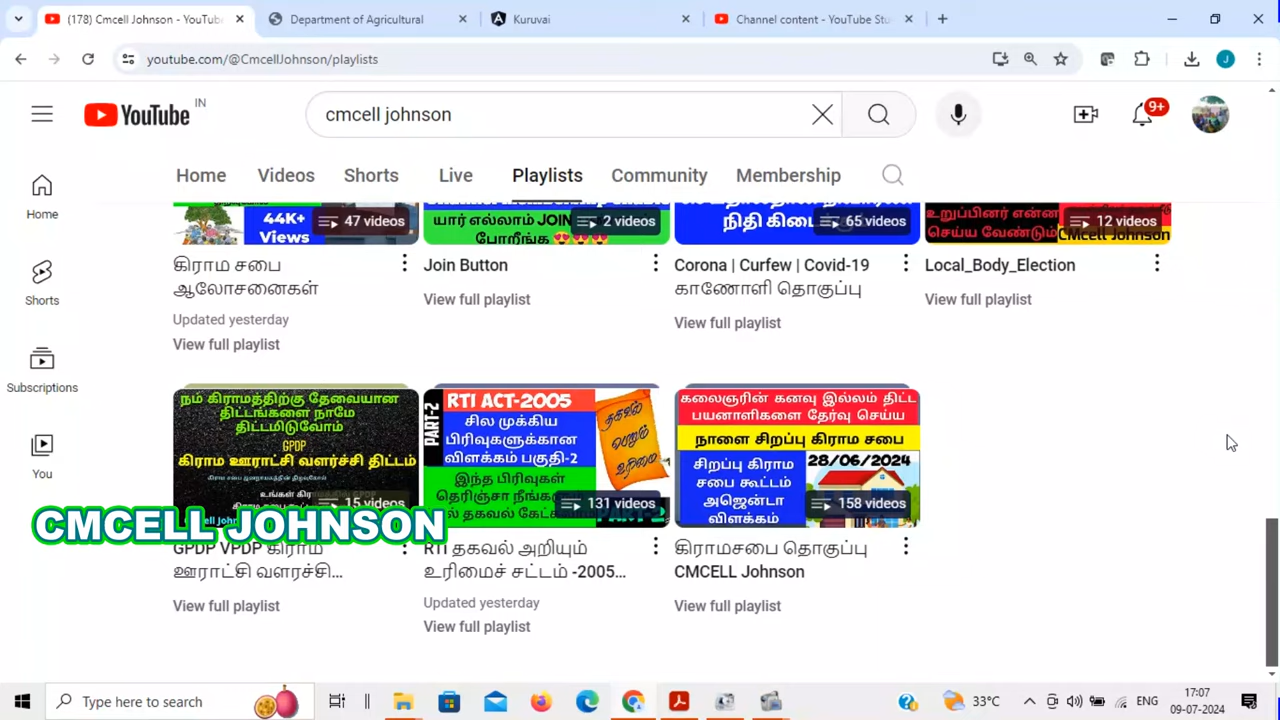 (178) Cmcell Johnson - YouTube
Department of Agricultural
Kuruvai
Channel content - YouTube Stu
youtube.com/@CmcellJohnson/playlists
J
YouTube IN
cmcell johnson
9+
Home
Videos
Shorts
Live
Playlists
Community
Membership
Home
Shorts
Subscriptions
You
44K+
Views
47 videos
யார் எல்லாம் JOIN
போறீங்க
2 videos
65 videos
உறுப்பினர் என்ன
செய்ய வேண்டும்
12 videos
CMCell Johnson
கிராம சபை
ஆலோசனைகள்
Updated yesterday
View full playlist
Join Button
View full playlist
Corona | Curfew | Covid-19
காணோளி தொகுப்பு
View full playlist
Local_Body_Election
View full playlist
நம் கிராமத்திற்கு தேவையான
திட்டங்களை நாமே
திட்டமிடுவோம்
GPDP
கிராம ஊராட்சி வளர்ச்சி திட்டம்
15 videos
PART-2
RTI ACT-2005
சில முக்கிய
பிரிவுகளுக்கான
விளக்கம் பகுதி-2
இந்த பிரிவுகள்
தெரிஞ்சா நீங்க
தகவல்
பெறும்
உரிமை
131 videos
கலைஞரின் கனவு இல்லம் திட்ட
பயனாளிகளை தேர்வு செய்ய
நாளை சிறப்பு கிராம சபை
சிறப்பு கிராம
சபை கூட்டம்
அஜெண்டா
விளக்கம்
28/06/2024
158 videos
CMCELL JOHNSON
GPDP VPDP கிராம
ஊராட்சி வளரச்சி...
View full playlist
RTI தகவல் அறியும்
உரிமைச் சட்டம் -2005...
Updated yesterday
View full playlist
கிராமசபை தொகுப்பு
CMCELL Johnson
View full playlist
Type here to search
33°C
ENG
17:07
09-07-2024